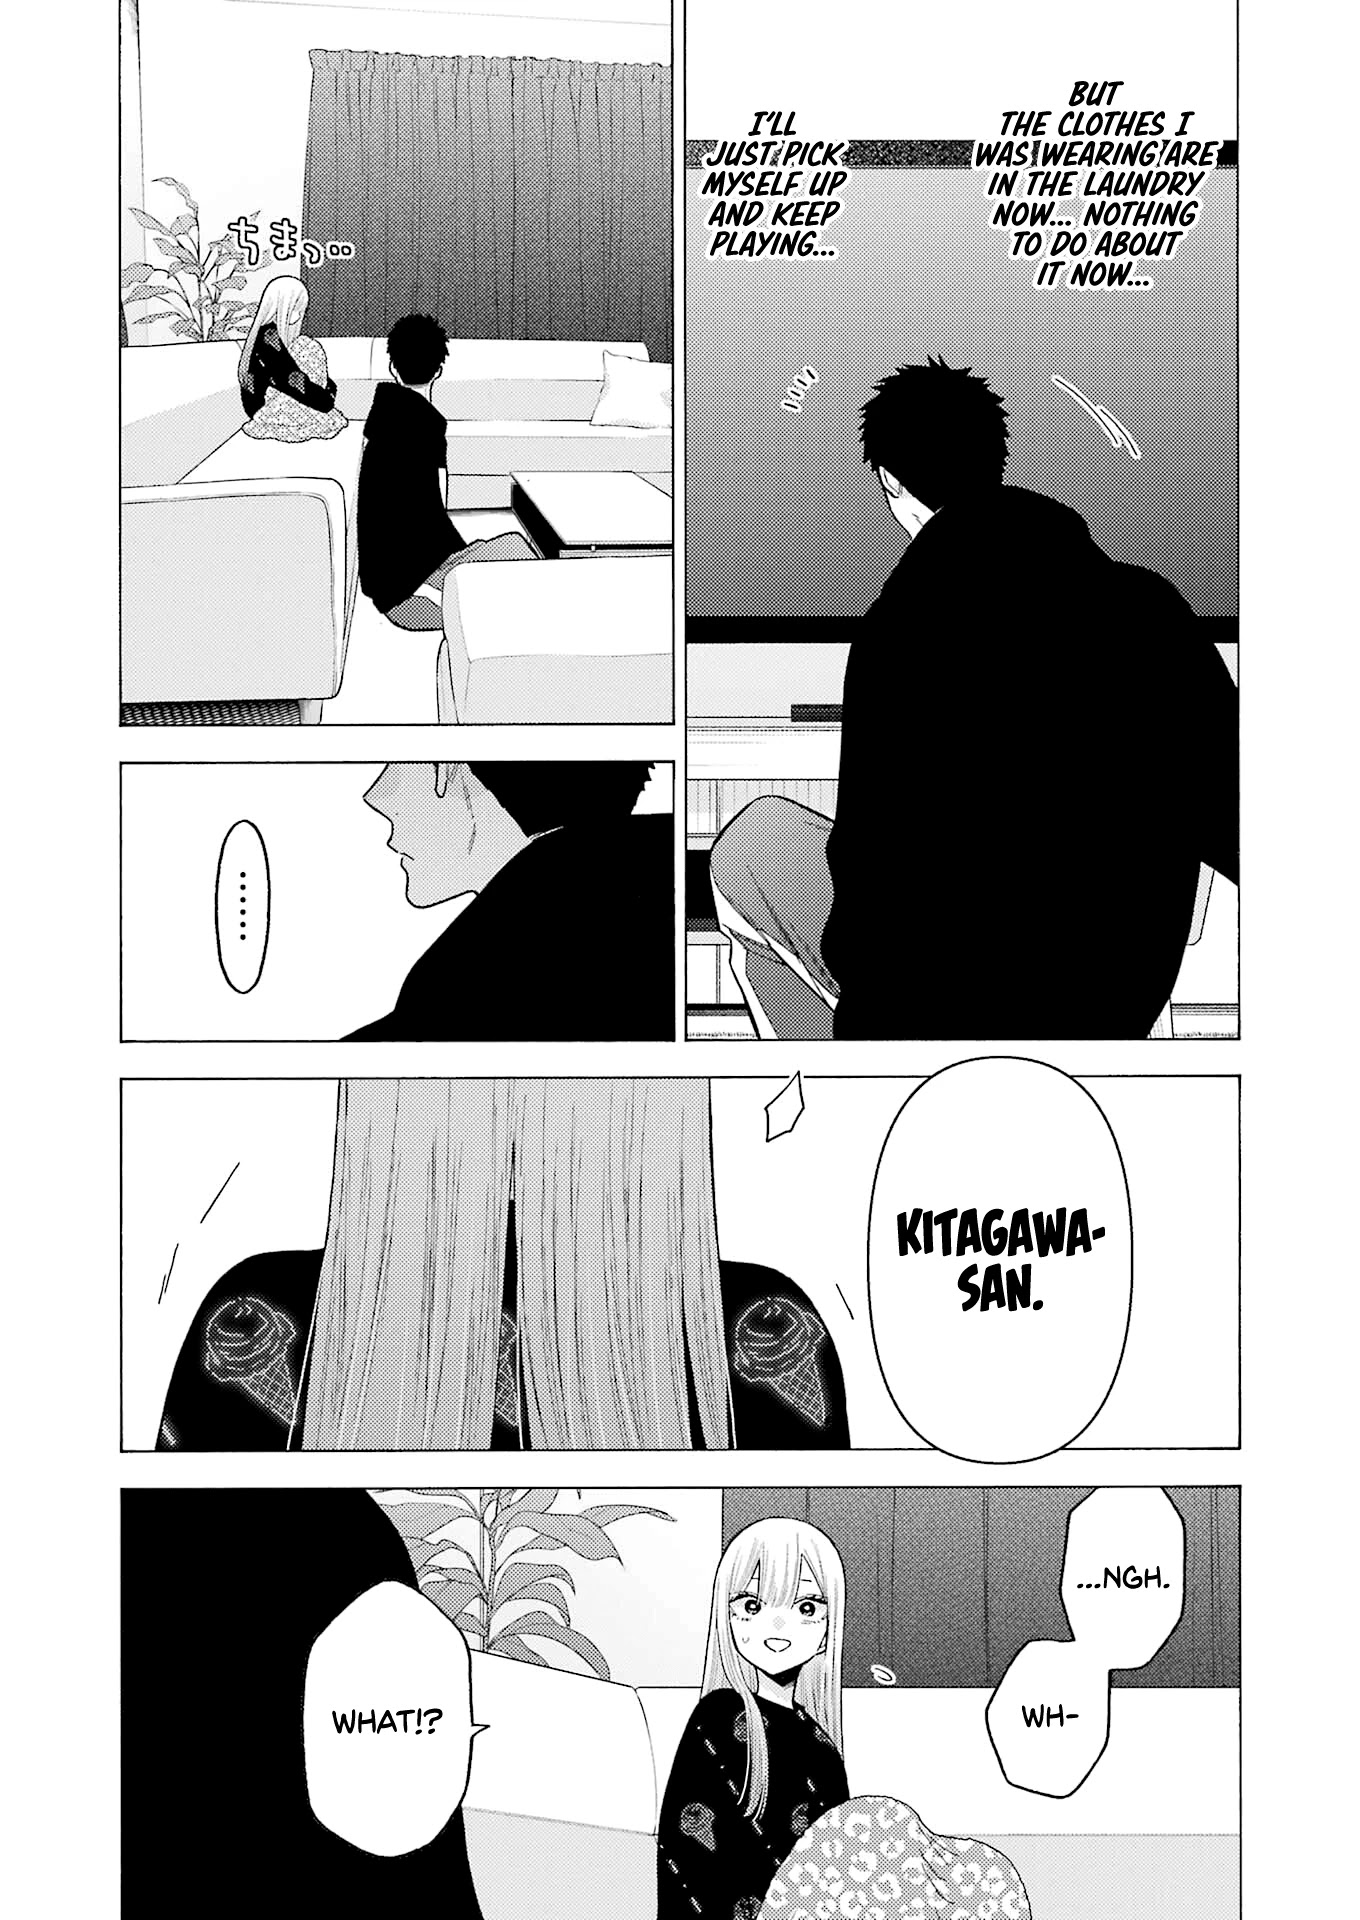 BUT
THE CLOTHES I
WAS WEARING ARE
IN THE LAUNDRY
NOW... NOTHING
TO DO ABOUT
IT NOW...
I'LL
JUST PICK
MYSELF UP
AND KEEP
PLAYING...
ちまっ・・
.......
KITAGAWA-
SAN.
...NGH.
WH-
WHAT!?